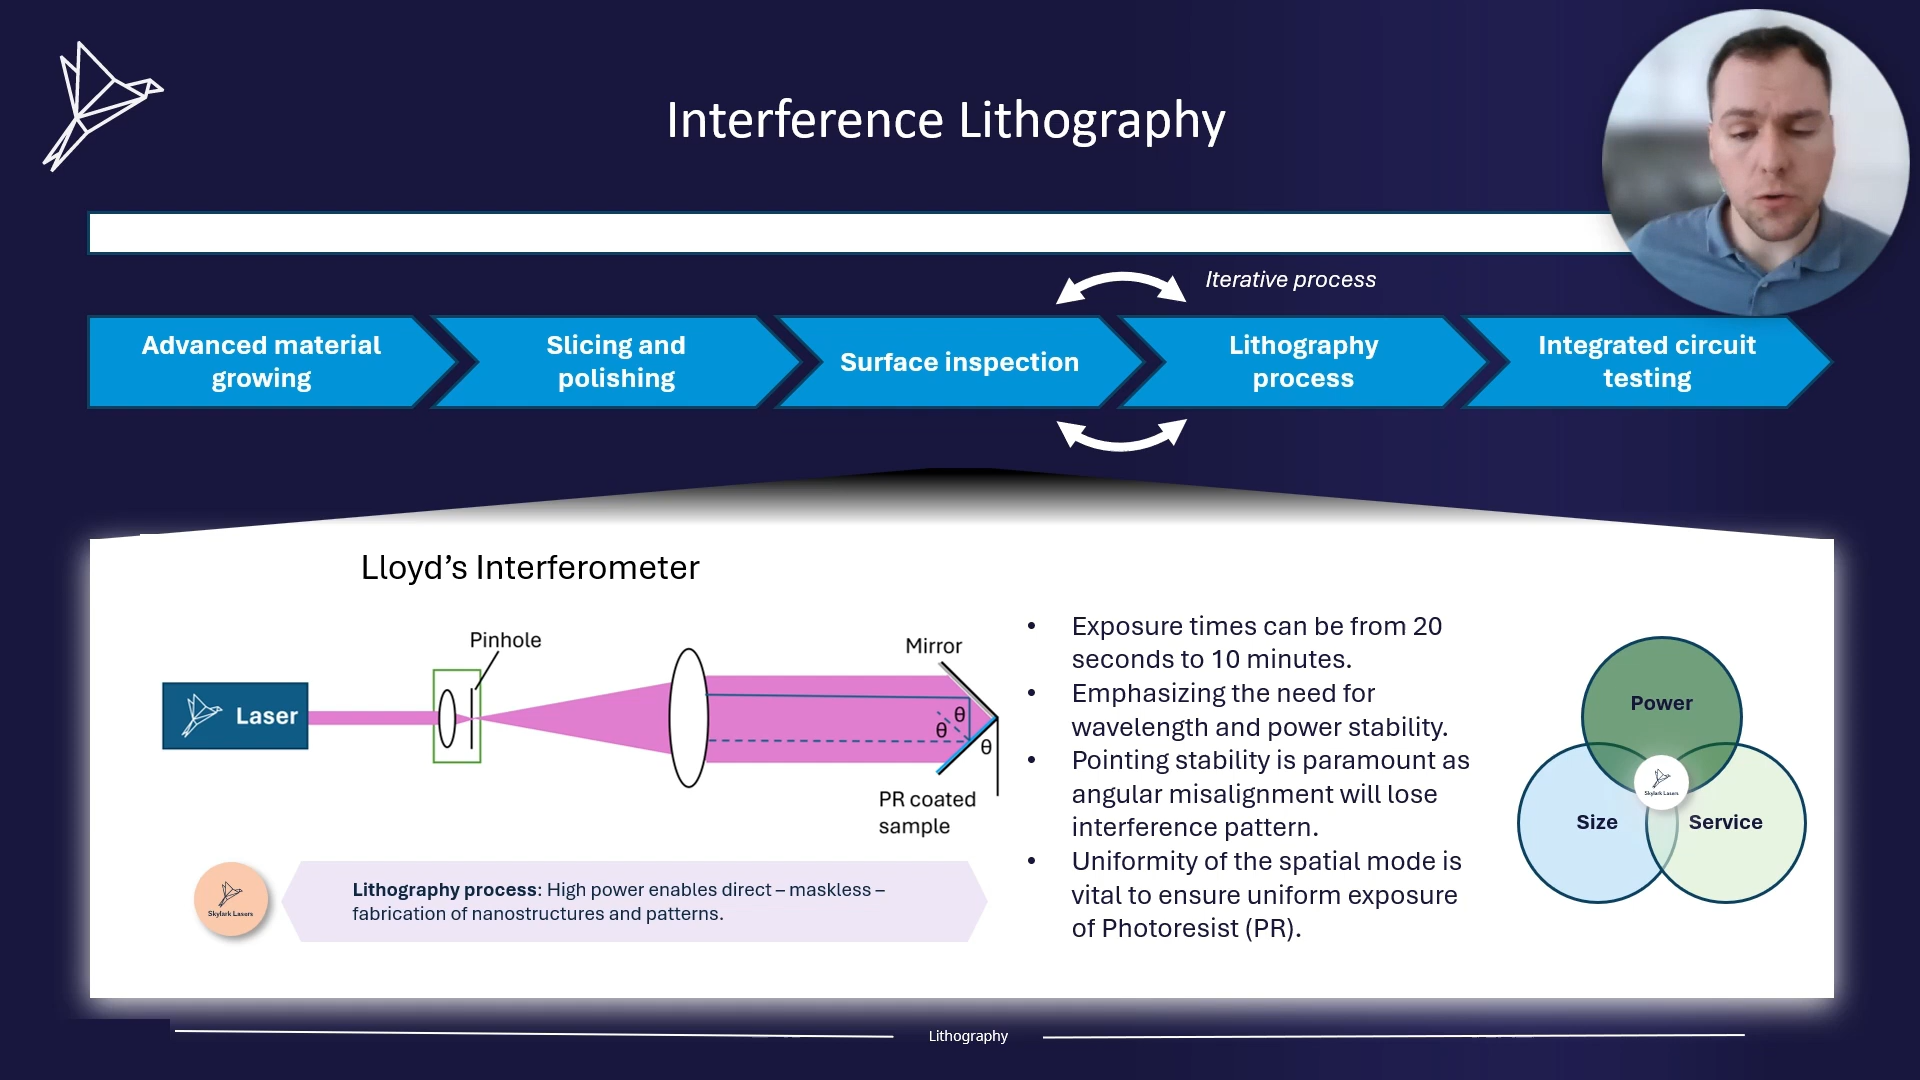 Interference Lithography
Iterative process
Advanced material
growing
Slicing and
polishing
Surface inspection
Lithography
process
Integrated circuit
testing
Lloyd’s Interferometer
Pinhole
Mirror
Laser
θ
θ
θ
PR coated
sample
Skylark Lasers
Lithography process: High power enables direct – maskless –
fabrication of nanostructures and patterns.
• Exposure times can be from 20
seconds to 10 minutes.
• Emphasizing the need for
wavelength and power stability.
• Pointing stability is paramount as
angular misalignment will lose
interference pattern.
• Uniformity of the spatial mode is
vital to ensure uniform exposure
of Photoresist (PR).
Power
Skylark Lasers
Size
Service
Lithography